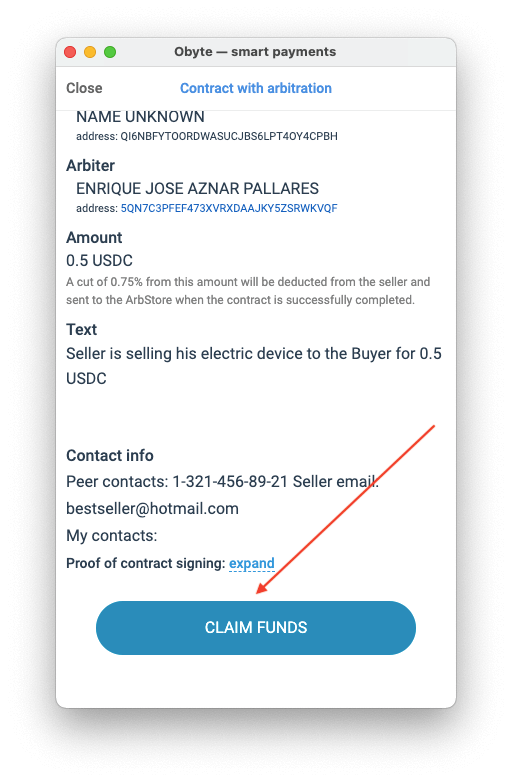 Obyte — smart payments
Close
Contract with arbitration
NAME UNKNOWN
address: QI6NBFYTOORDWASUCJBS6LPT4OY4CPBH
Arbiter
ENRIQUE JOSE AZNAR PALLARES
address: 5QN7C3PFEF473XVRXDAAJKY5ZSRWKVQF
Amount
0.5 USDC
A cut of 0.75% from this amount will be deducted from the seller and
sent to the ArbStore when the contract is successfully completed.
Text
Seller is selling his electric device to the Buyer for 0.5
USDC
Contact info
Peer contacts: 1-321-456-89-21 Seller email:
bestseller@hotmail.com
My contacts:
Proof of contract signing: expand
CLAIM FUNDS